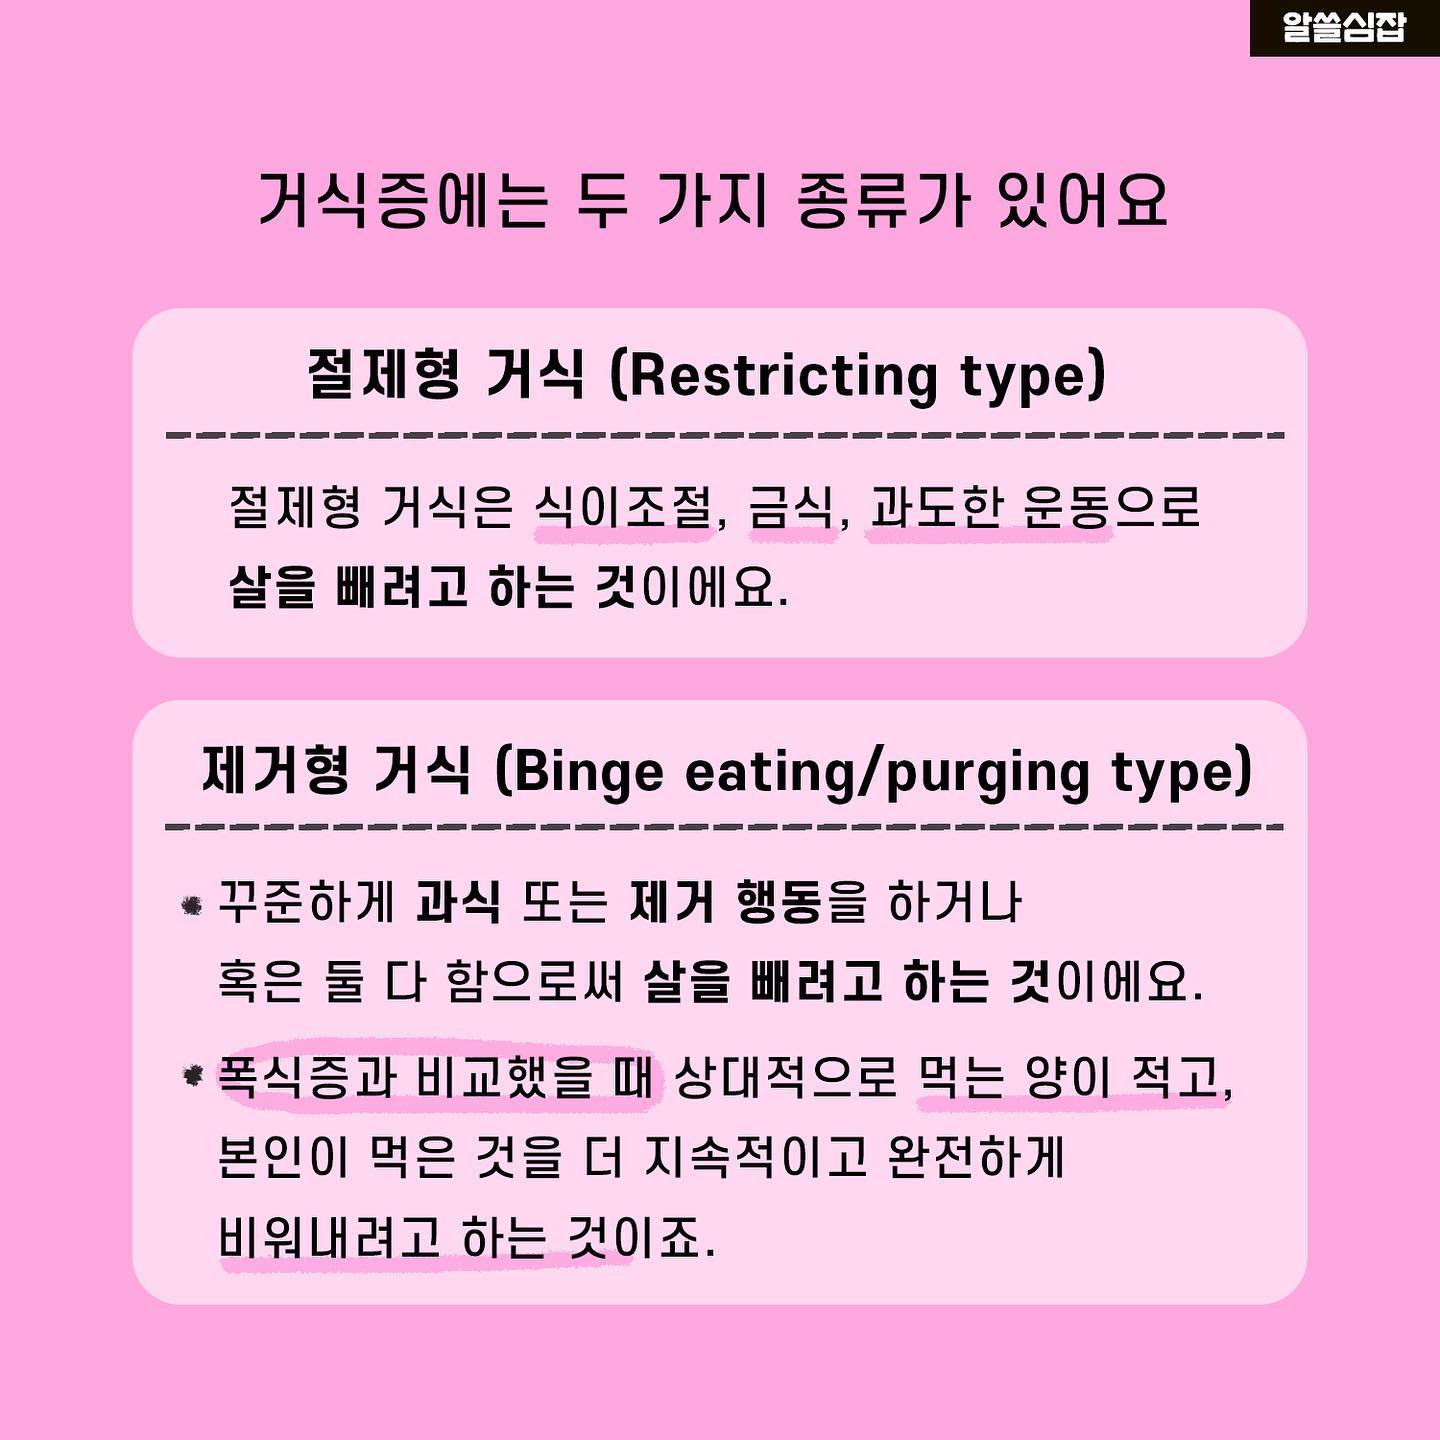 알쓸심잡
거식증에는 두 가지 종류가 있어요
절제형 거식 (Restricting type)
절제형 거식은 식이조절, 금식, 과도한 운동으로
살을 빼려고 하는 것이에요.
제거형 거식 (Binge eating/purging type)
꾸준하게 과식 또는 제거 행동을 하거나
혹은 둘 다 함으로써 살을 빼려고 하는 것이에요.
폭식증과 비교했을 때 상대적으로 먹는 양이 적고,
본인이 먹은 것을 더 지속적이고 완전하게
비워내려고 하는 것이죠.